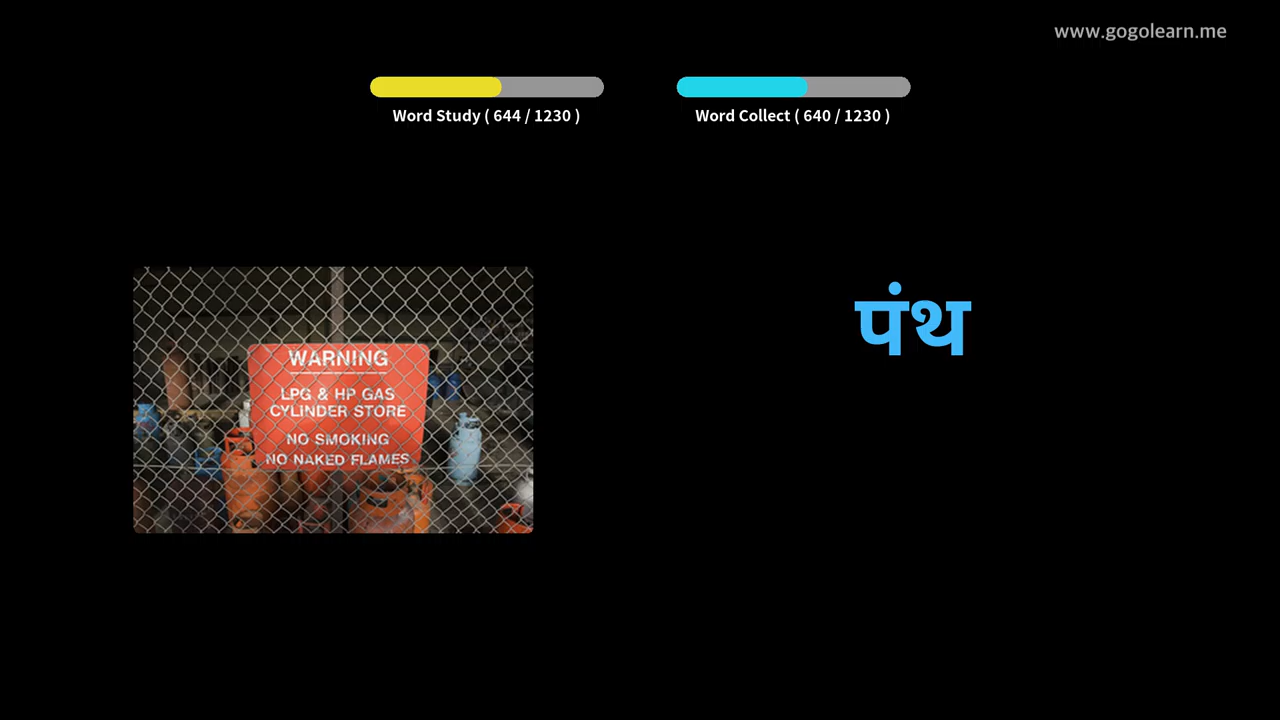 www.gogolearn.me
Word Study ( 644 / 1230 )
Word Collect ( 640 / 1230 )
WARNING
LPG & HP GAS
CYLINDER STORE
NO SMOKING
NO NAKED FLAMES
पंथ